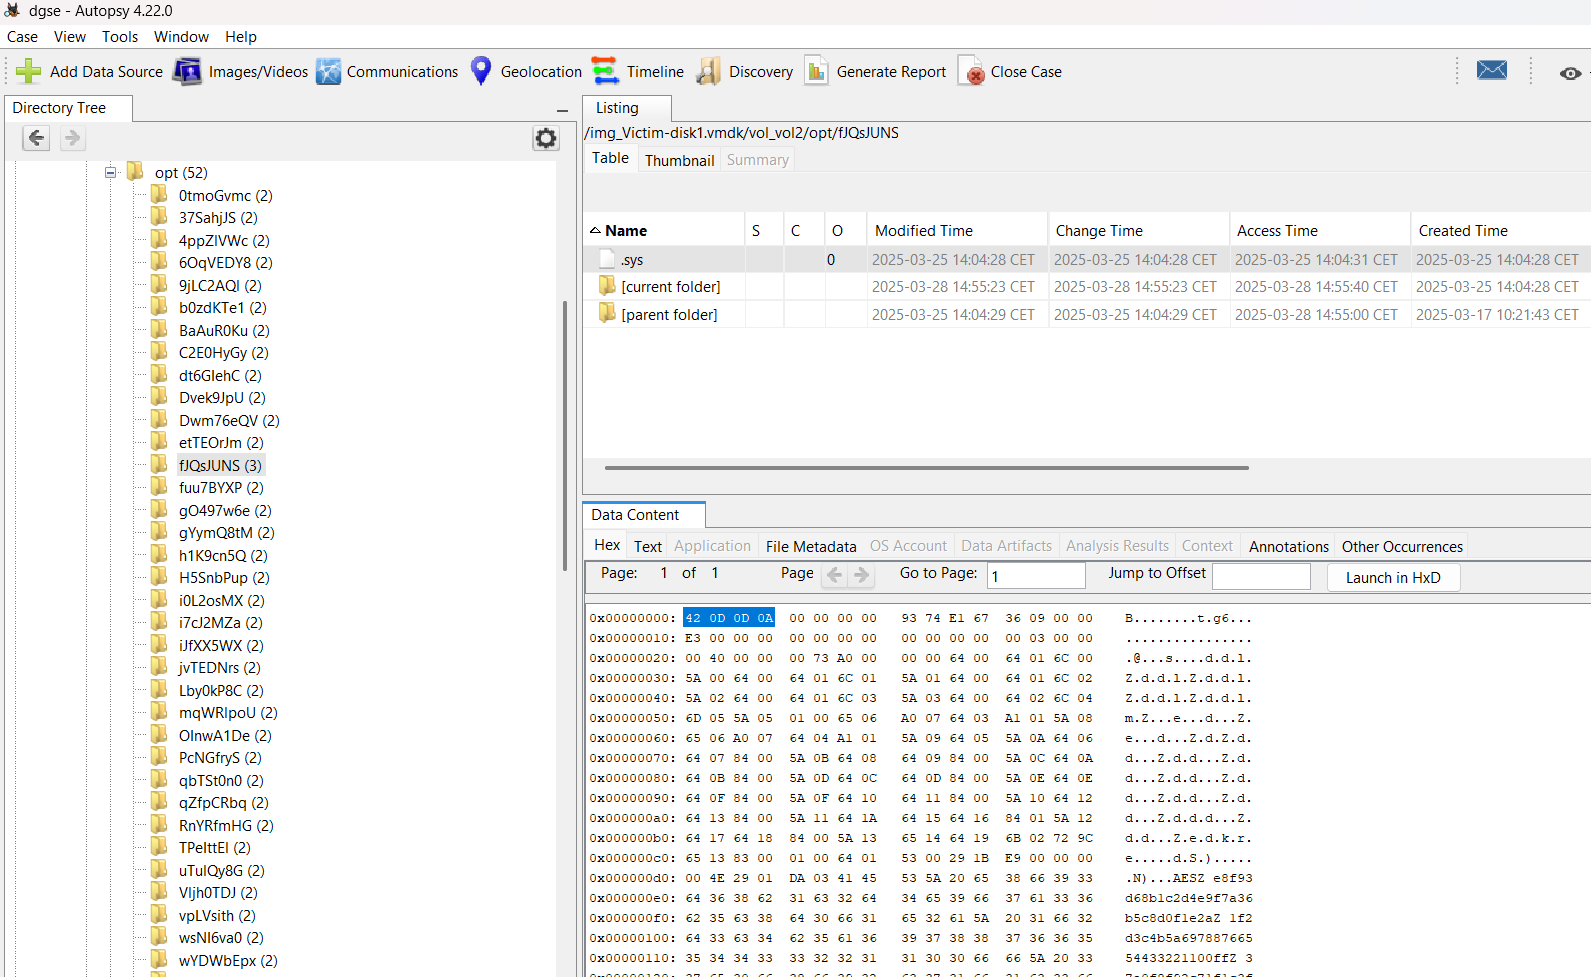 dgse - Autopsy 4.22.0
Case View Tools Window Help
Add Data Source Images/Videos Communications Geolocation Timeline Discovery Generate Report Close Case
Directory Tree
opt (52)
0tmoGvmc (2)
37SahjJS (2)
4ppZIVWc (2)
6OqVEDY8 (2)
9jLC2AQI (2)
b0zdKTe1 (2)
BaAuR0Ku (2)
C2E0HyGy (2)
dt6GlehC (2)
Dvek9JpU (2)
Dwm76eQV (2)
etTEOrJm (2)
fJQsJUNS (3)
fuu7BYXP (2)
gO497w6e (2)
gYymQ8tM (2)
h1K9cn5Q (2)
H5SnbPup (2)
i0L2osMX (2)
i7cJ2MZa (2)
iJfXX5WX (2)
jvTEDNrs (2)
Lby0kP8C (2)
mqWRlpoU (2)
OlnwA1De (2)
PcNGfryS (2)
qbTSt0n0 (2)
qZfpCRbq (2)
RnYRfmHG (2)
TPeIttEI (2)
uTulQy8G (2)
VIjh0TDJ (2)
vpLVsith (2)
wsNI6va0 (2)
wYDWbEpx (2)
Listing
/img_Victim-disk1.vmdk/vol_vol2/opt/fJQsJUNS
Table Thumbnail Summary
Name S C O Modified Time Change Time Access Time Created Time
.sys 0 2025-03-25 14:04:28 CET 2025-03-25 14:04:28 CET 2025-03-25 14:04:31 CET 2025-03-25 14:04:28 CET
[current folder] 2025-03-28 14:55:23 CET 2025-03-28 14:55:23 CET 2025-03-28 14:55:40 CET 2025-03-25 14:04:28 CET
[parent folder] 2025-03-25 14:04:29 CET 2025-03-25 14:04:29 CET 2025-03-28 14:55:00 CET 2025-03-17 10:21:43 CET
Data Content
Hex Text Application File Metadata OS Account Data Artifacts Analysis Results Context Annotations Other Occurrences
Page: 1 of 1 Page Go to Page: 1 Jump to Offset Launch in HxD
0x00000000: 42 0D 0D 0A 00 00 00 00 93 74 E1 67 36 09 00 00 B........t.g6...
0x00000010: E3 00 00 00 00 00 00 00 00 00 00 00 00 03 00 00 ................
0x00000020: 00 40 00 00 00 73 A0 00 00 00 64 00 64 01 6C 00 .@...s....d.d.l.
0x00000030: 5A 00 64 00 64 01 6C 01 5A 01 64 00 64 01 6C 02 Z.d.d.l.Z.d.d.l.
0x00000040: 5A 02 64 00 64 01 6C 03 5A 03 64 00 64 02 6C 04 Z.d.d.l.Z.d.d.l.
0x00000050: 6D 05 5A 05 01 00 65 06 A0 07 64 03 A1 01 5A 08 m.Z...e...d...Z.
0x00000060: 65 06 A0 07 64 04 A1 01 5A 09 64 05 5A 0A 64 06 e...d...Z.d.Z.d.
0x00000070: 64 07 84 00 5A 0B 64 08 64 09 84 00 5A 0C 64 0A d...Z.d.d...Z.d.
0x00000080: 64 0B 84 00 5A 0D 64 0C 64 0D 84 00 5A 0E 64 0E d...Z.d.d...Z.d.
0x00000090: 64 0F 84 00 5A 0F 64 10 64 11 84 00 5A 10 64 12 d...Z.d.d...Z.d.
0x000000a0: 64 13 84 00 5A 11 64 1A 64 15 64 16 84 01 5A 12 d...Z.d.d.d...Z.
0x000000b0: 64 17 64 18 84 00 5A 13 65 14 64 19 6B 02 72 9C d.d...Z.e.d.k.r.
0x000000c0: 65 13 83 00 01 00 64 01 53 00 29 1B E9 00 00 00 e.....d.S.).....
0x000000d0: 00 4E 29 01 DA 03 41 45 53 5A 20 65 38 66 39 33 .N)...AESZ e8f93
0x000000e0: 64 36 38 62 31 63 32 64 34 65 39 66 37 61 33 36 d68b1c2d4e9f7a36
0x000000f0: 62 35 63 38 64 30 66 31 65 32 61 5A 20 31 66 32 b5c8d0f1e2aZ 1f2
0x00000100: 64 33 63 34 62 35 61 36 39 37 38 38 37 36 36 35 d3c4b5a697887665
0x00000110: 35 34 34 33 33 32 32 31 31 30 30 66 66 5A 20 33 54433221100ffZ 3